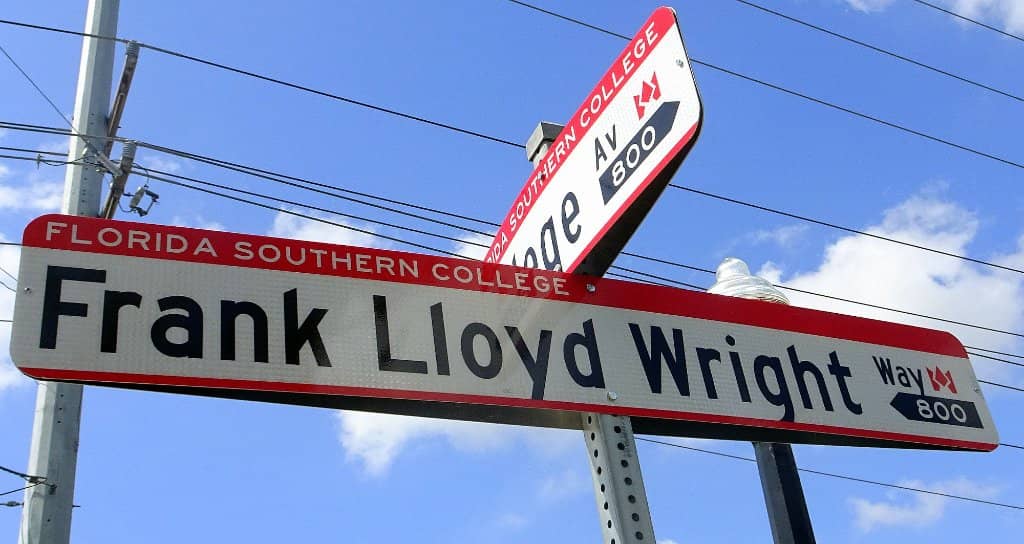 FLORIDA SOUTHERN COLLEGE
Av
800
FLORIDA SOUTHERN COLLEGE
Frank Lloyd Wright Way
800